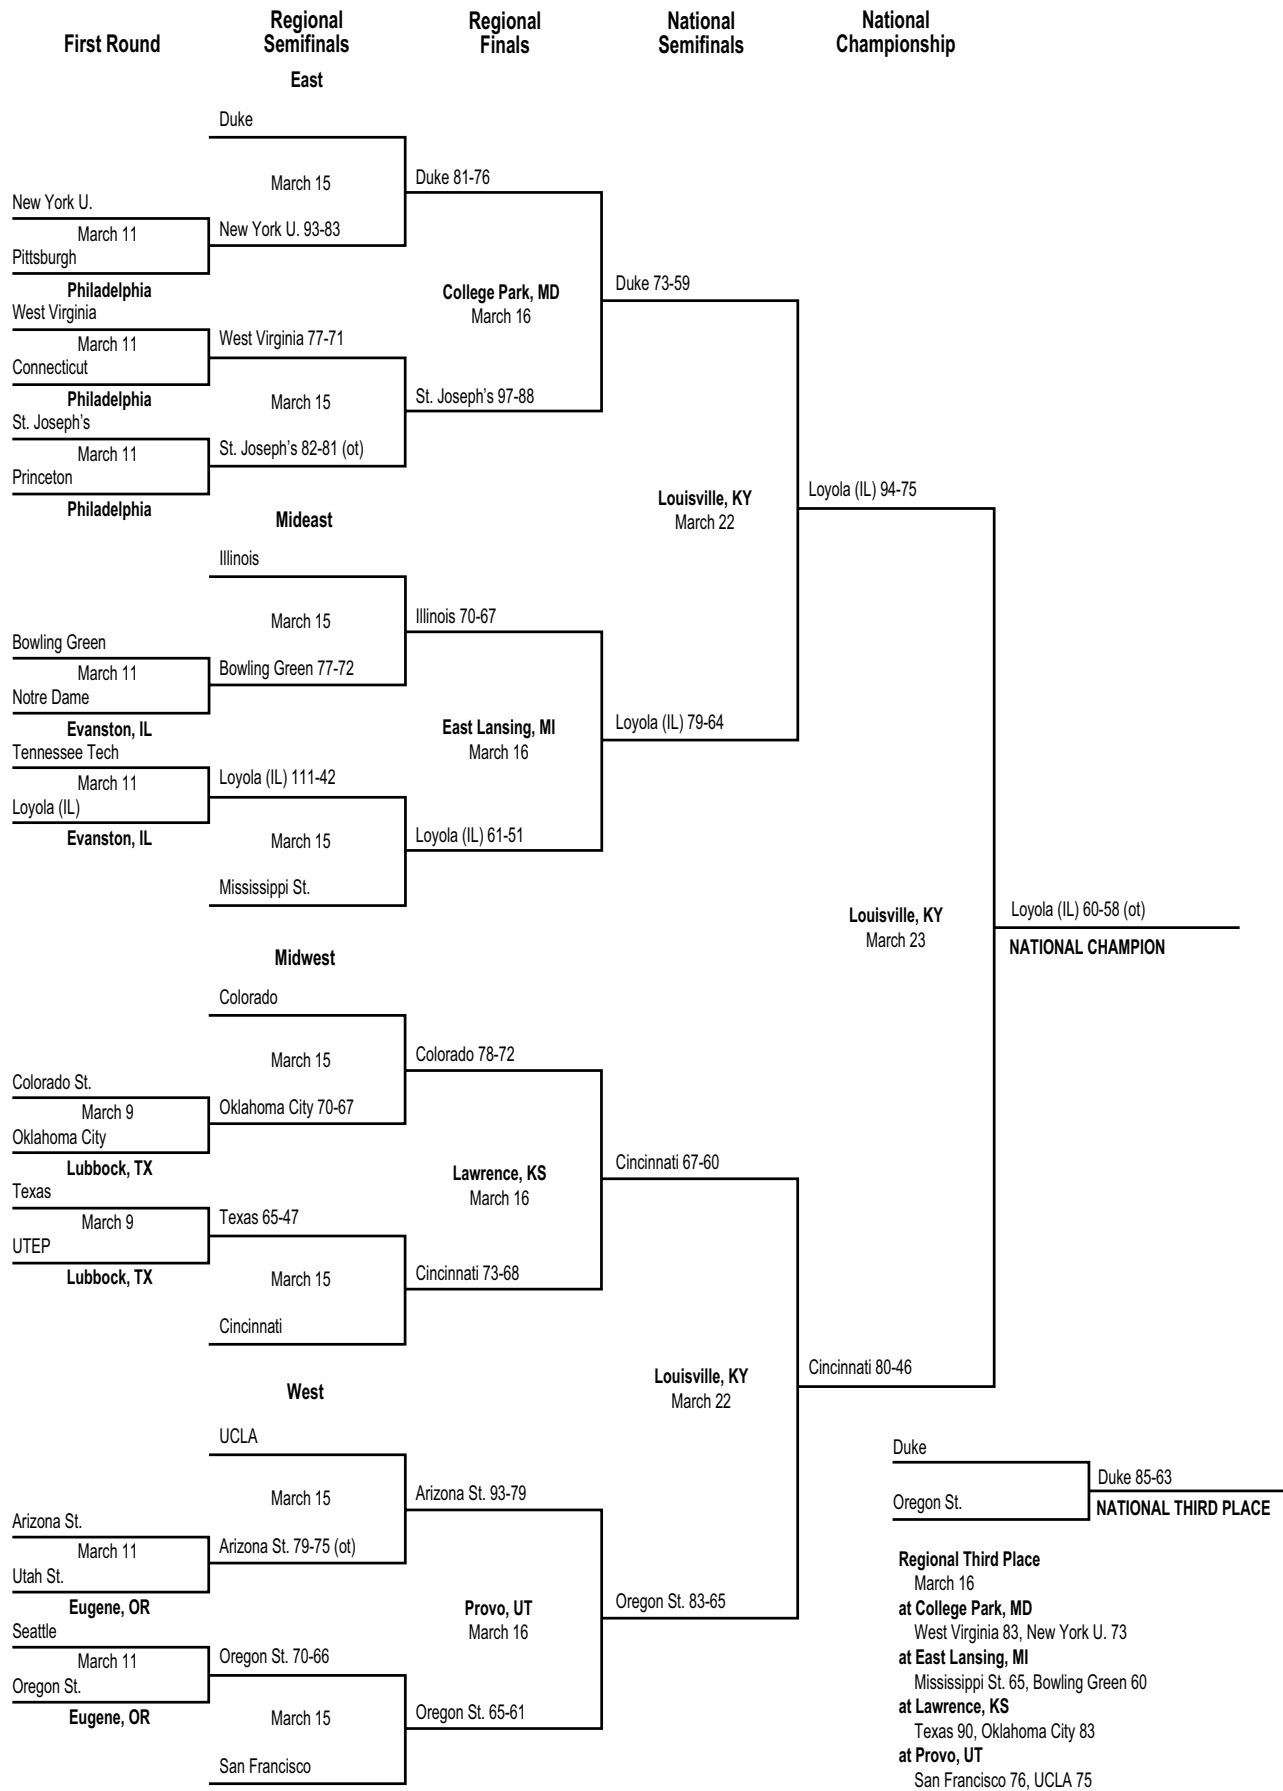 First Round
Regional
Semifinals
Regional
Finals
National
Semifinals
National
Championship
East
Duke
March 15
Duke 81-76
New York U.
March 11
New York U. 93-83
Pittsburgh
Philadelphia
College Park, MD
March 16
Duke 73-59
West Virginia
March 11
West Virginia 77-71
Connecticut
Philadelphia
March 15
St. Joseph's 97-88
St. Joseph's
March 11
St. Joseph's 82-81 (ot)
Princeton
Philadelphia
Louisville, KY
March 22
Loyola (IL) 94-75
Mideast
Illinois
March 15
Illinois 70-67
Bowling Green
March 11
Bowling Green 77-72
Notre Dame
Evanston, IL
East Lansing, MI
March 16
Loyola (IL) 79-64
Tennessee Tech
March 11
Loyola (IL) 111-42
Loyola (IL)
Evanston, IL
March 15
Loyola (IL) 61-51
Mississippi St.
Louisville, KY
March 23
Loyola (IL) 60-58 (ot)
NATIONAL CHAMPION
Midwest
Colorado
March 15
Colorado 78-72
Colorado St.
March 9
Oklahoma City 70-67
Oklahoma City
Lubbock, TX
Lawrence, KS
March 16
Cincinnati 67-60
Texas
March 9
Texas 65-47
UTEP
Lubbock, TX
March 15
Cincinnati 73-68
Cincinnati
Louisville, KY
March 22
Cincinnati 80-46
West
UCLA
March 15
Arizona St. 93-79
Arizona St.
March 11
Arizona St. 79-75 (ot)
Utah St.
Eugene, OR
Provo, UT
March 16
Oregon St. 83-65
Seattle
March 11
Oregon St. 70-66
Oregon St.
Eugene, OR
March 15
Oregon St. 65-61
San Francisco
Duke
Duke 85-63
Oregon St.
NATIONAL THIRD PLACE
Regional Third Place
March 16
at College Park, MD
West Virginia 83, New York U. 73
at East Lansing, MI
Mississippi St. 65, Bowling Green 60
at Lawrence, KS
Texas 90, Oklahoma City 83
at Provo, UT
San Francisco 76, UCLA 75